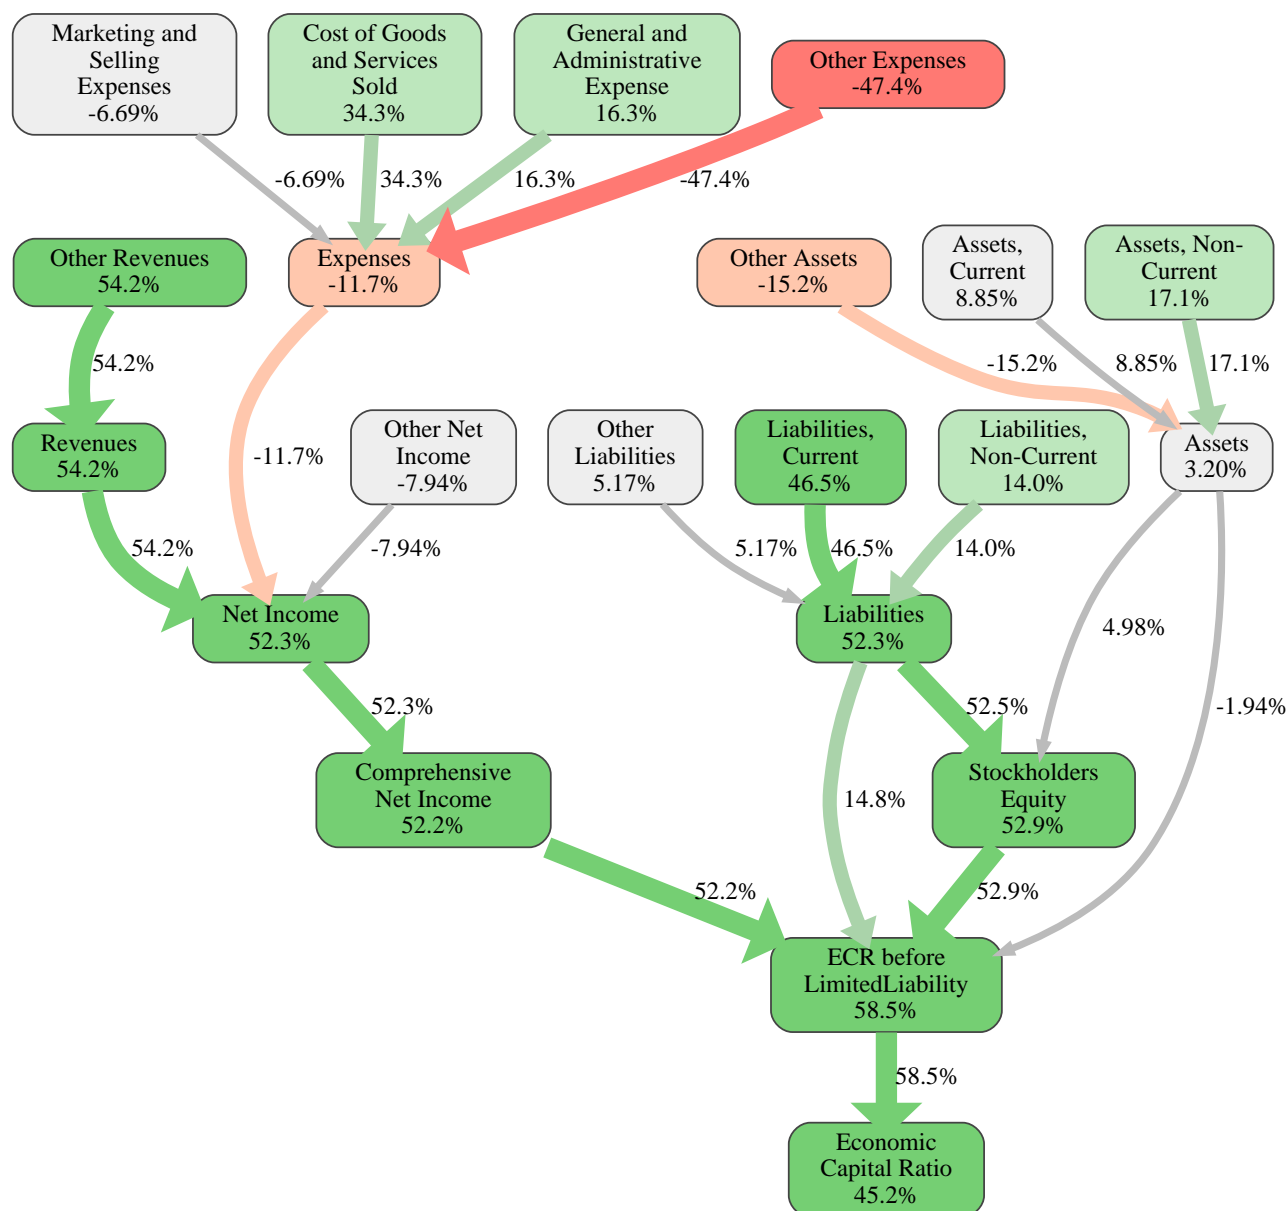 Marketing and
Selling
Expenses
-6.69%
Cost of Goods
and Services
Sold
34.3%
General and
Administrative
Expense
16.3%
Other Expenses
-47.4%
-6.69%
34.3%
16.3%
-47.4%
Other Revenues
54.2%
Expenses
-11.7%
Other Assets
-15.2%
Assets,
Current
8.85%
Assets, Non-
Current
17.1%
54.2%
-15.2%
8.85%
17.1%
Revenues
54.2%
-11.7%
Other Net
Income
-7.94%
Other
Liabilities
5.17%
Liabilities,
Current
46.5%
Liabilities,
Non-Current
14.0%
Assets
3.20%
54.2%
-7.94%
5.17%
46.5%
14.0%
Net Income
52.3%
Liabilities
52.3%
4.98%
52.3%
52.5%
-1.94%
Comprehensive
Net Income
52.2%
14.8%
Stockholders
Equity
52.9%
52.2%
52.9%
ECR before
LimitedLiability
58.5%
58.5%
Economic
Capital Ratio
45.2%